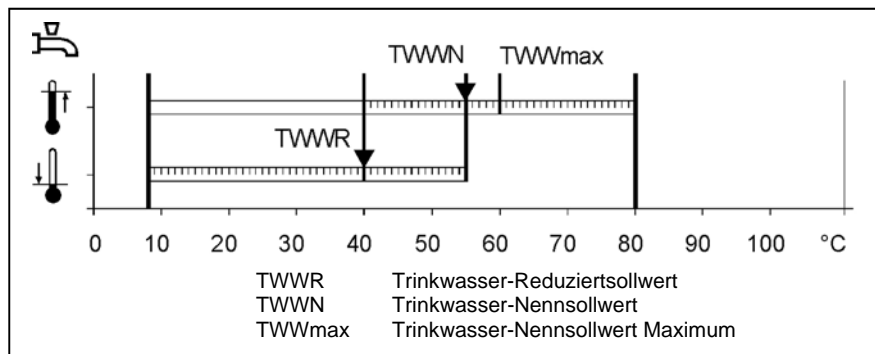 TWWN TWWmax
TWWR
0 10 20 30 40 50 60 70 80 90 100 °C
TWWR Trinkwasser-Reduziertsollwert
TWWN Trinkwasser-Nennsollwert
TWWmax Trinkwasser-Nennsollwert Maximum